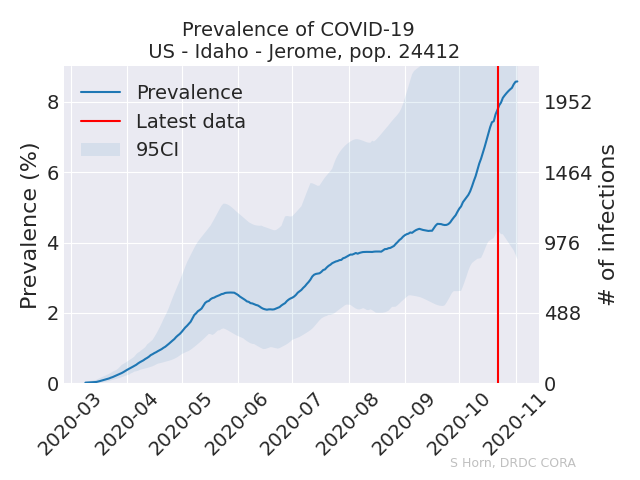 Prevalence of COVID-19
US - Idaho - Jerome, pop. 24412
Prevalence
Latest data
95CI
Prevalence (%)
8
6
4
2
0
# of infections
1952
1464
976
488
0
2020-03
2020-04
2020-05
2020-06
2020-07
2020-08
2020-09
2020-10
2020-11
S Horn, DRDC CORA